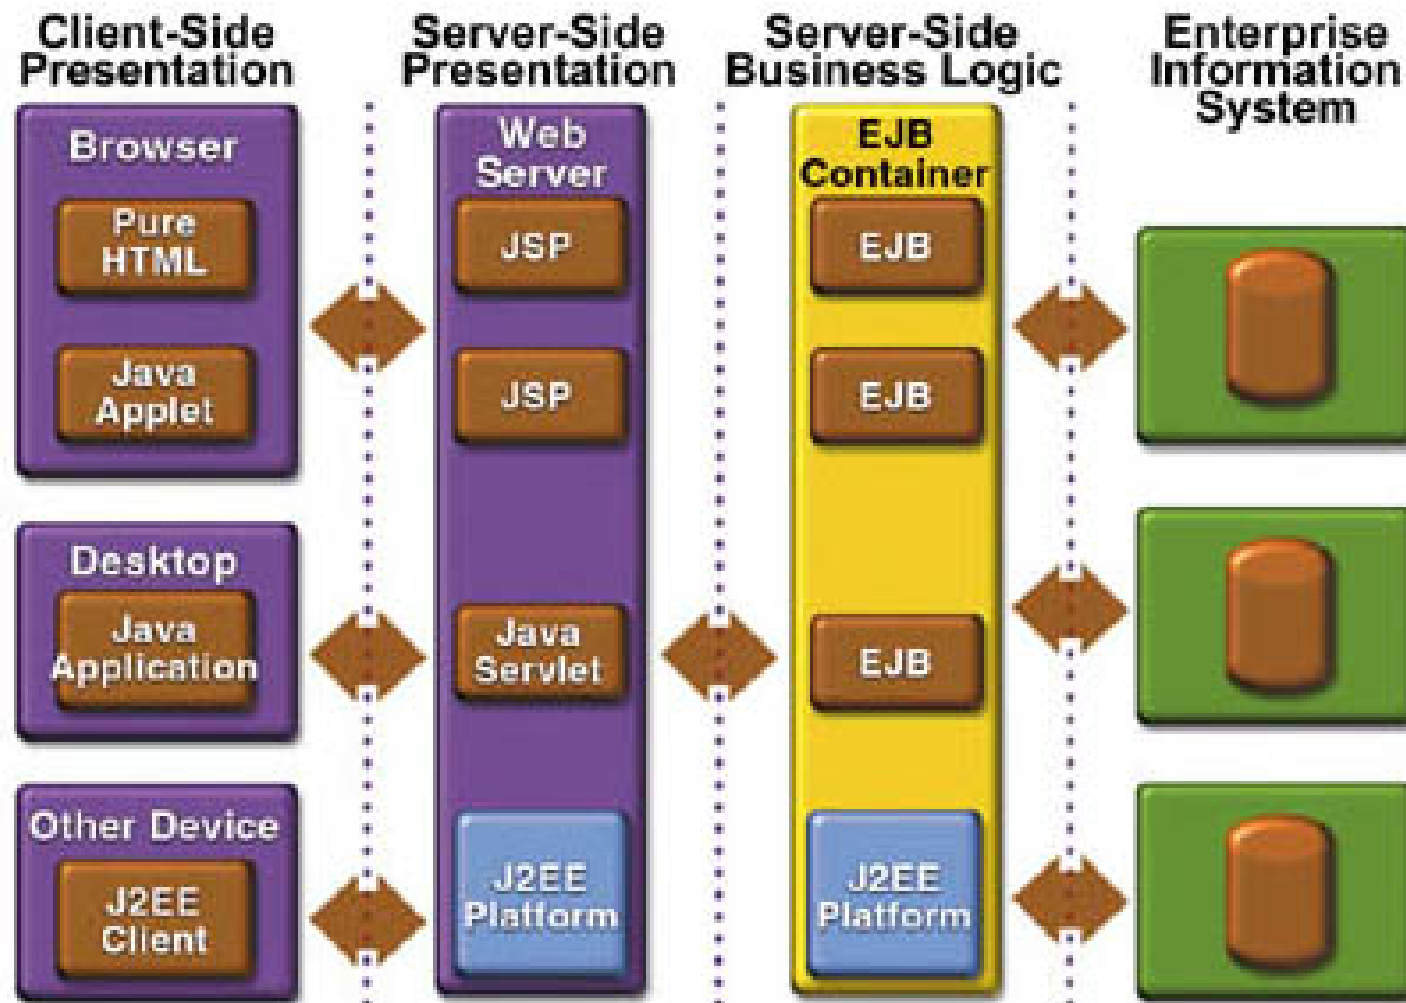 Client-Side
Presentation
Server-Side
Presentation
Server-Side
Business Logic
Enterprise
Information
System
Browser
Pure
HTML
Java
Applet
Desktop
Java
Application
Other Device
J2EE
Client
Web
Server
JSP
JSP
Java
Servlet
J2EE
Platform
EJB
Container
EJB
EJB
EJB
J2EE
Platform